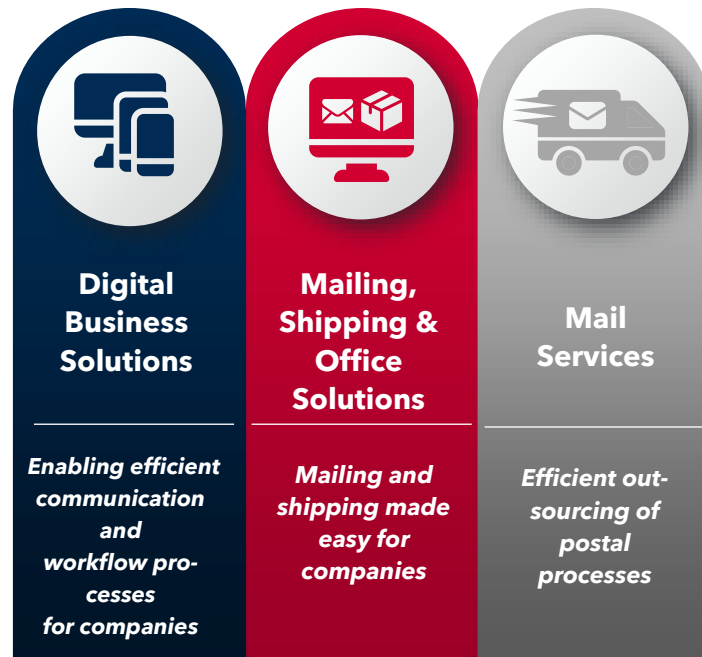 Digital
Business
Solutions
Enabling efficient
communication
and
workflow pro-
cesses
for companies
Mailing,
Shipping &
Office
Solutions
Mailing and
shipping made
easy for
companies
Mail
Services
Efficient out-
sourcing of
postal
processes